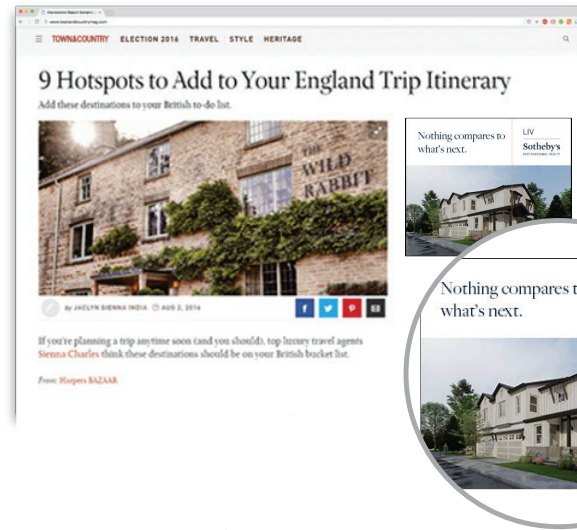 www.townandcountrymag.com
TOWN&COUNTRY ELECTION 2016 TRAVEL STYLE HERITAGE
9 Hotspots to Add to Your England Trip Itinerary
Add these destinations to your British to-do list.
THE
WILD
RABBIT
By JACLYN SIENNA INDIA AUG 2, 2016
If you're planning a trip anytime soon (and you should), top luxury travel agents
Sienna Charles think these destinations should be on your British bucket list.
From: Harpers BAZAAR
Nothing compares to
what's next.
LIV
Sotheby's
Nothing compares t
what's next.